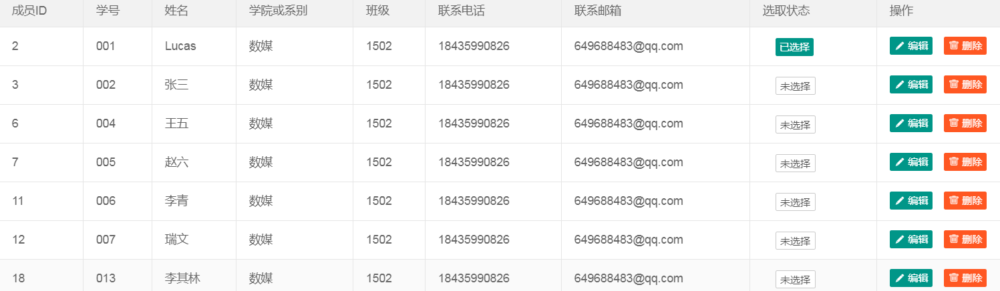 成员ID 学号 姓名 学院或系别 班级 联系电话 联系邮箱 选取状态 操作
2 001 Lucas 数媒 1502 18435990826 649688483@qq.com 已选择 编辑 删除
3 002 张三 数媒 1502 18435990826 649688483@qq.com 未选择 编辑 删除
6 004 王五 数媒 1502 18435990826 649688483@qq.com 未选择 编辑 删除
7 005 赵六 数媒 1502 18435990826 649688483@qq.com 未选择 编辑 删除
11 006 李青 数媒 1502 18435990826 649688483@qq.com 未选择 编辑 删除
12 007 瑞文 数媒 1502 18435990826 649688483@qq.com 未选择 编辑 删除
18 013 李其林 数媒 1502 18435990826 649688483@qq.com 未选择 编辑 删除